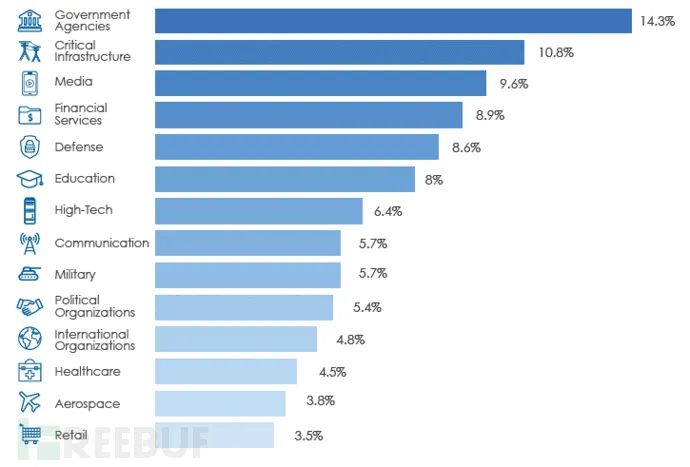 Government
Agencies
14.3%
Critical
Infrastructure
10.8%
Media
9.6%
Financial
Services
8.9%
Defense
8.6%
Education
8%
High-Tech
6.4%
Communication
5.7%
Military
5.7%
Political
Organizations
5.4%
International
Organizations
4.8%
Healthcare
4.5%
Aerospace
3.8%
Retail
3.5%
FREEBUF